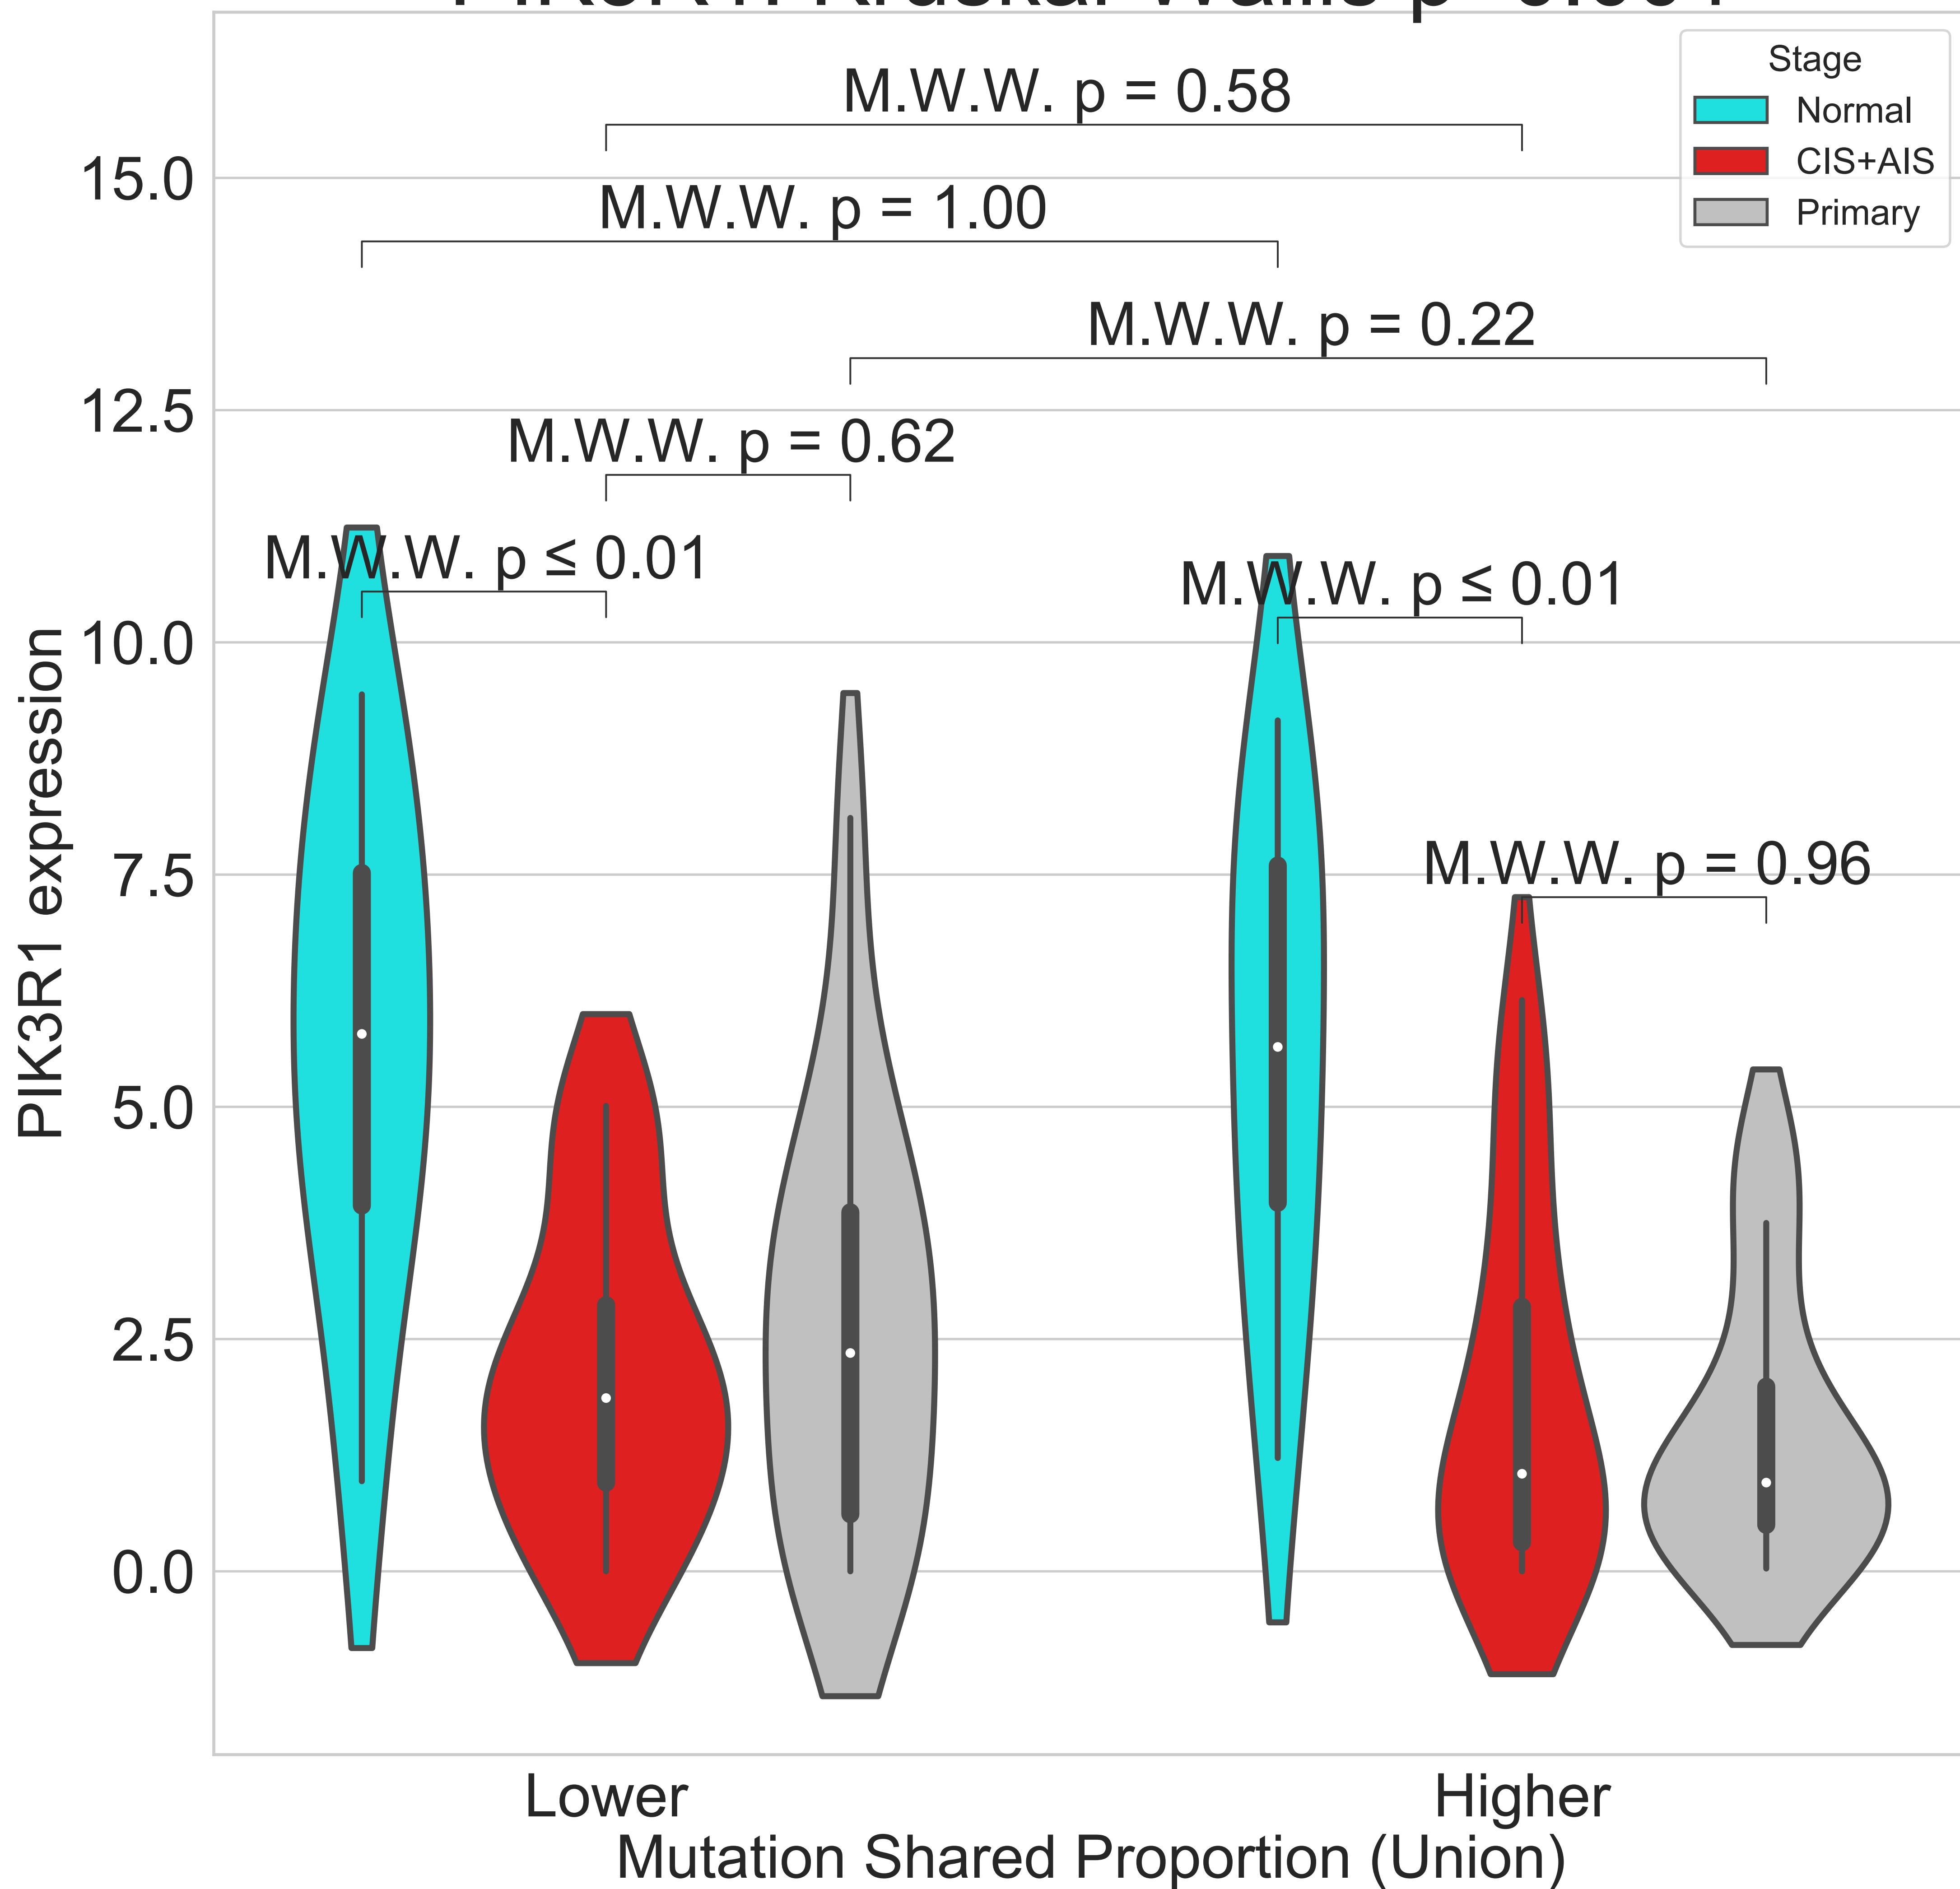 Stage
Normal
CIS+AIS
Primary
M.W.W. p = 0.58
15.0
M.W.W. p = 1.00
M.W.W. p = 0.22
12.5
M.W.W. p = 0.62
M.W.W. p ≤ 0.01
M.W.W. p ≤ 0.01
10.0
7.5
M.W.W. p = 0.96
5.0
2.5
0.0
PIK3R1 expression
Lower
Higher
Mutation Shared Proportion (Union)